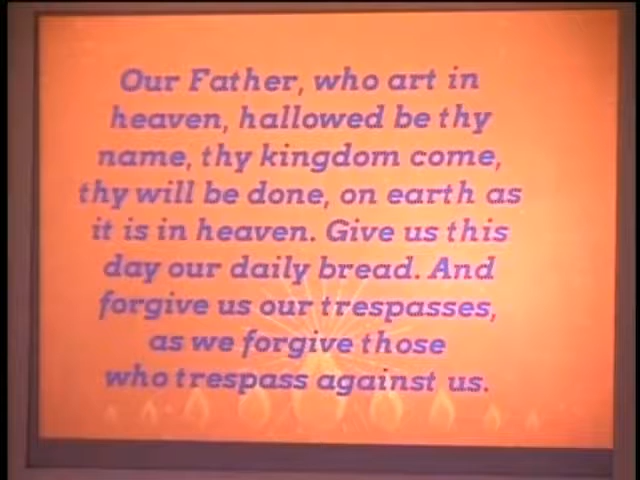 Our Father, who art in
heaven, hallowed be thy
name, thy kingdom come,
thy will be done, on earth as
it is in heaven. Give us this
day our daily bread. And
forgive us our trespasses,
as we forgive those
who trespass against us.